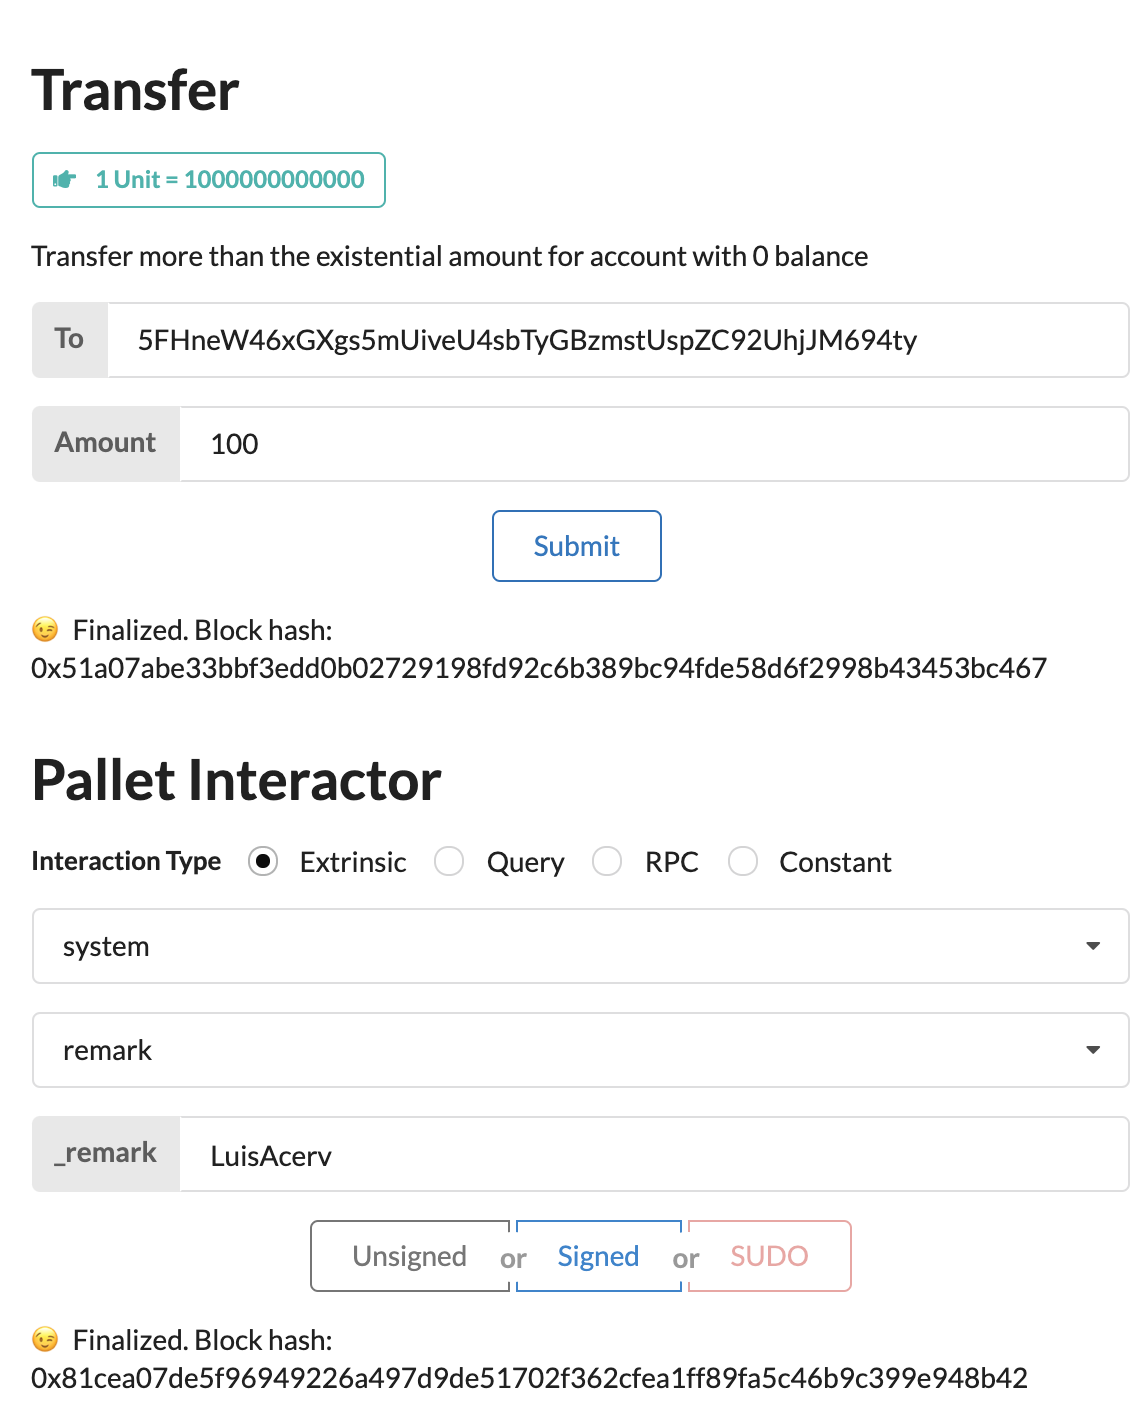 Transfer
1 Unit = 1000000000000
Transfer more than the existential amount for account with 0 balance
To 5FHneW46xGXgs5mUiveU4sbTyGBzmstUspZC92UhjJM694ty
Amount 100
Submit
😉 Finalized. Block hash:
0x51a07abe33bbf3edd0b02729198fd92c6b389bc94fde58d6f2998b43453bc467
Pallet Interactor
Interaction Type Extrinsic Query RPC Constant
system
remark
_remark LuisAcerv
Unsigned or Signed or SUDO
😉 Finalized. Block hash:
0x81cea07de5f96949226a497d9de51702f362cfea1ff89fa5c46b9c399e948b42